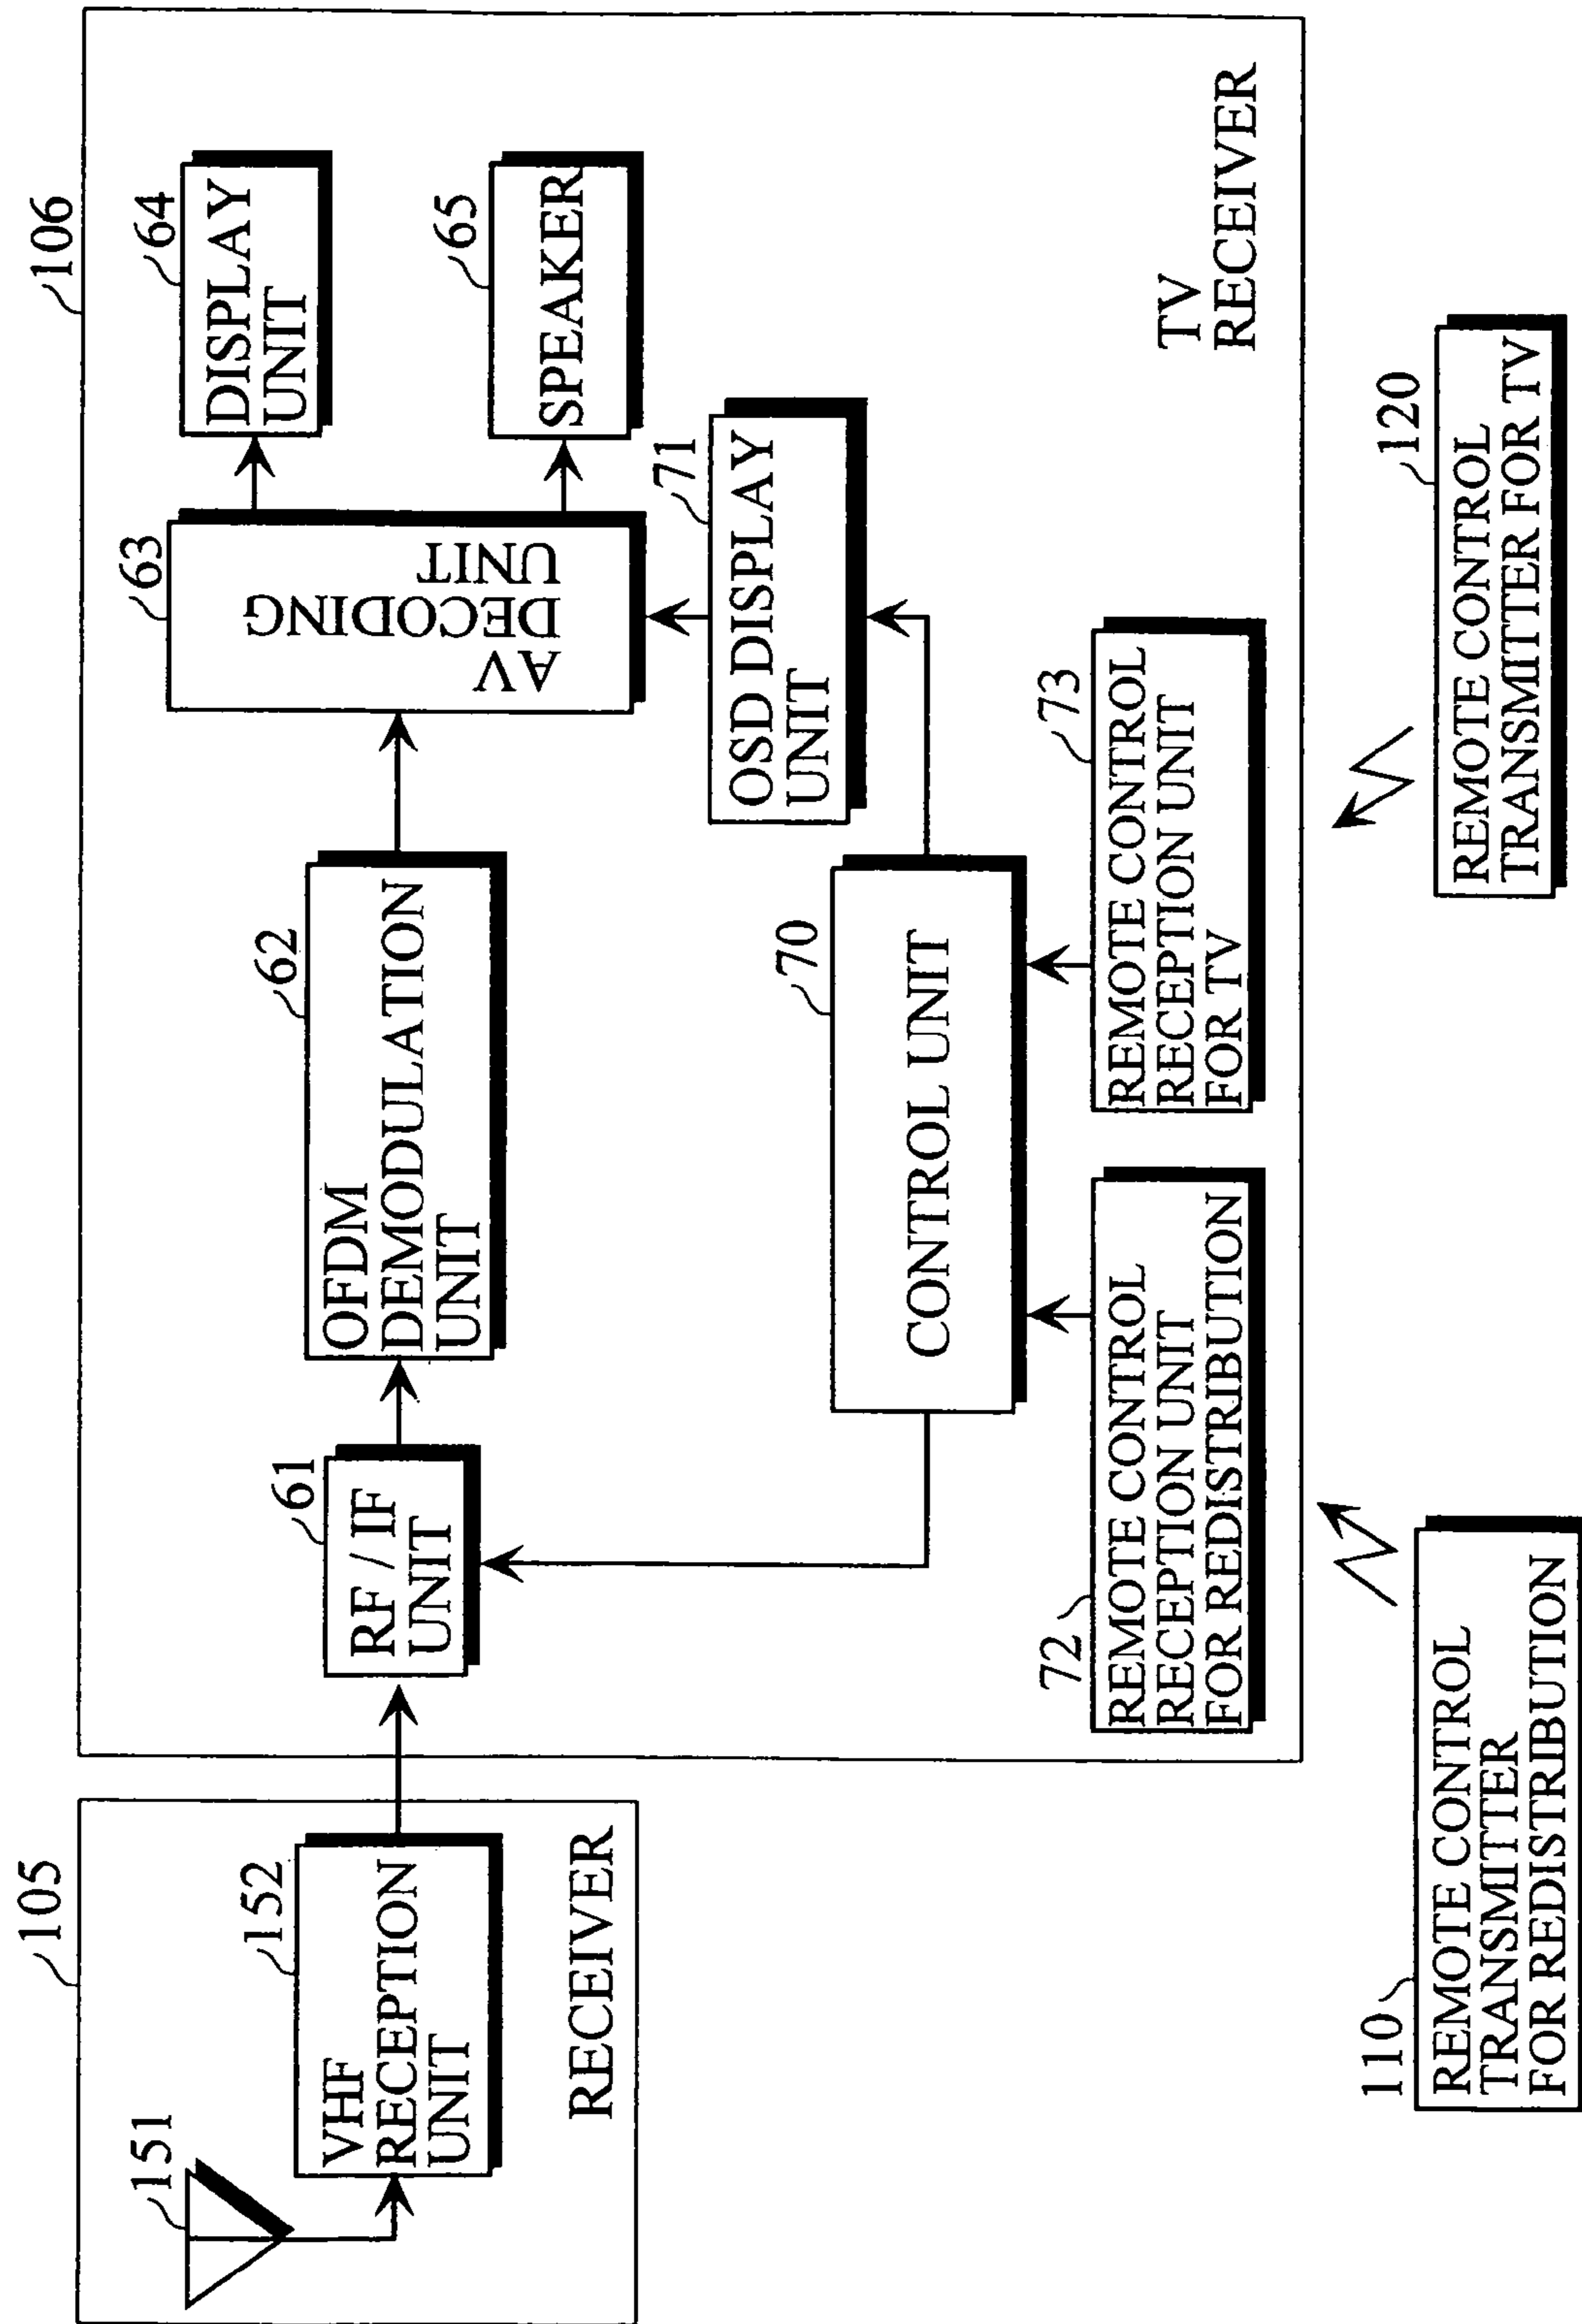 105
151
152
VHF
RECEPTION
UNIT
RECEIVER
106
61
RF / IF
UNIT
62
OFDM
DEMODULATION
UNIT
63
AV
DECODING
UNIT
64
DISPLAY
UNIT
65
SPEAKER
71
OSD DISPLAY
UNIT
70
CONTROL UNIT
72
REMOTE CONTROL
RECEPTION UNIT
FOR REDISTRIBUTION
73
REMOTE CONTROL
RECEPTION UNIT
FOR TV
TV
RECEIVER
110
REMOTE CONTROL
TRANSMITTER
FOR REDISTRIBUTION
120
REMOTE CONTROL
TRANSMITTER FOR TV